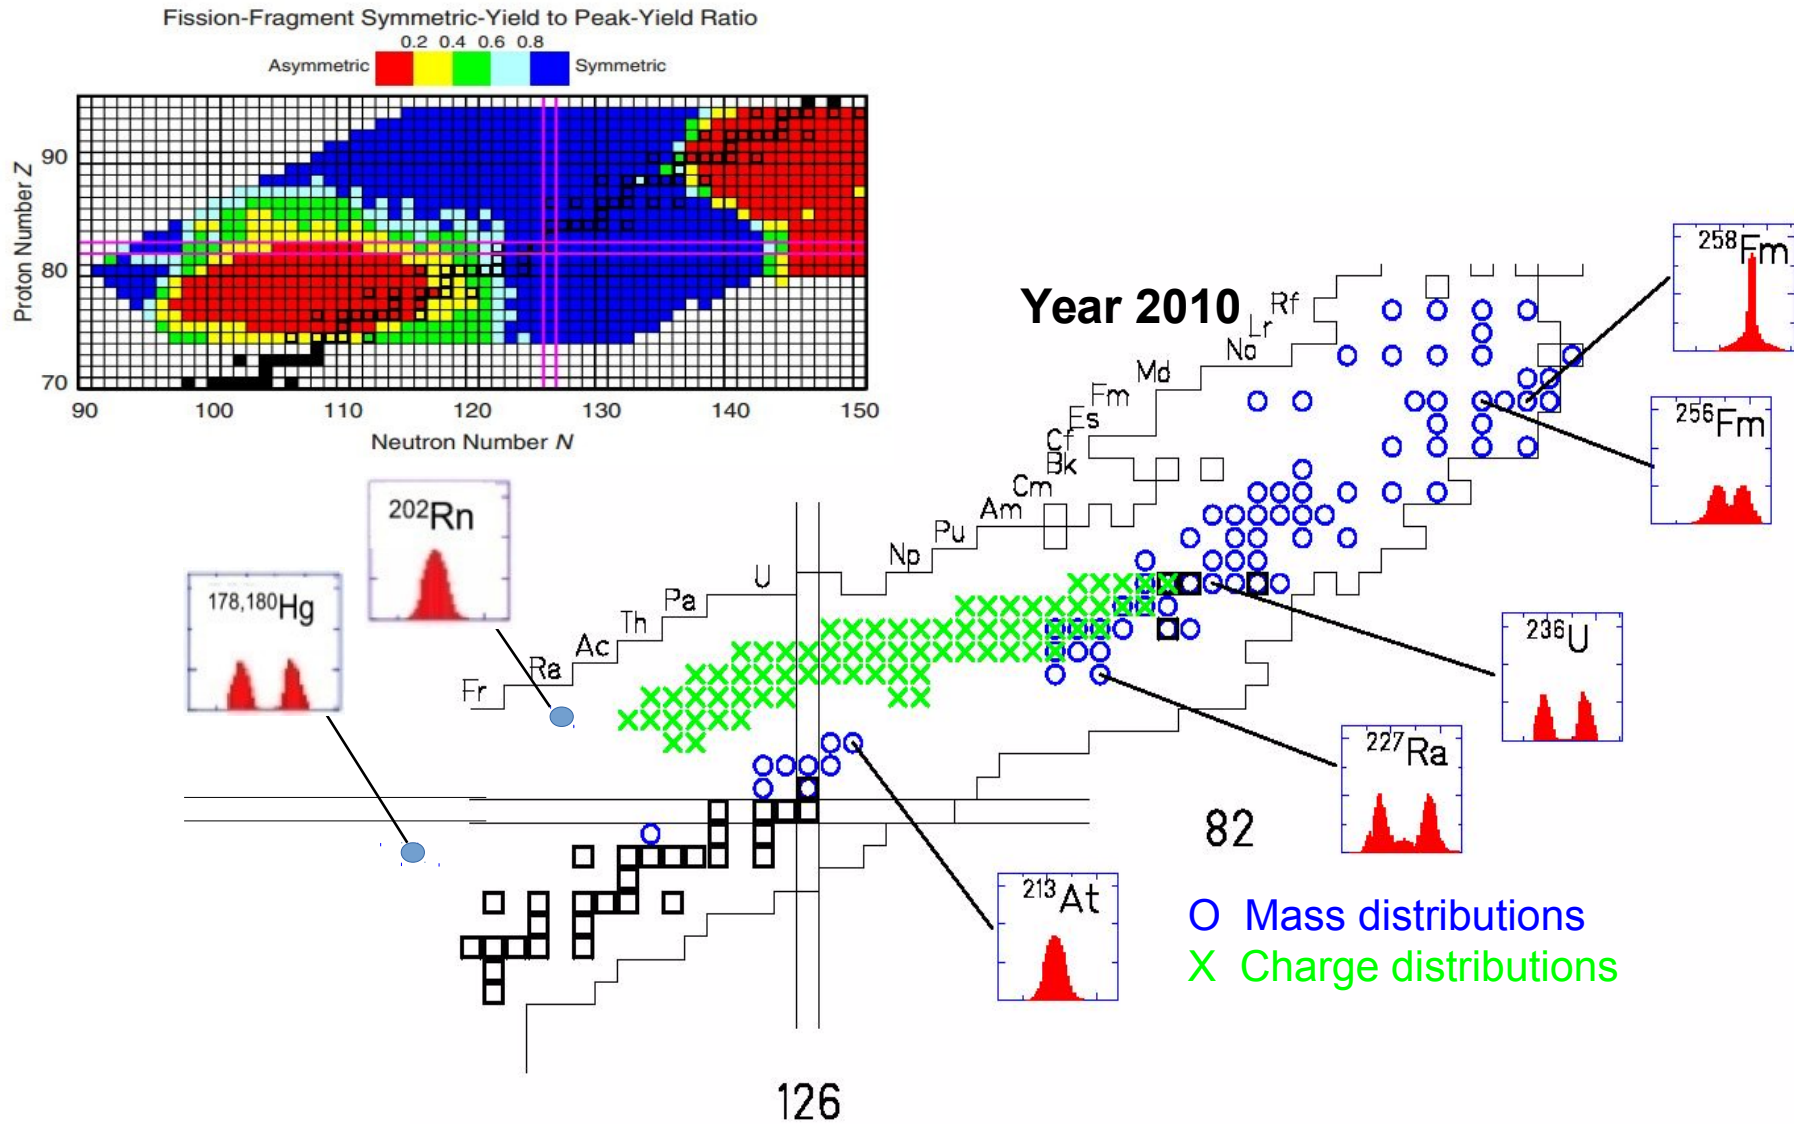 Fission-Fragment Symmetric-Yield to Peak-Yield Ratio
0.2 0.4 0.6 0.8
Asymmetric Symmetric
Proton Number Z
90
80
70
90 100 110 120 130 140 150
Neutron Number N
Year 2010
Rf
Lr
No
Md
Fm
Es
Cf
Bk
Cm
Am
Pu
Np
U
Pa
Th
Ac
Ra
Fr
258Fm
256Fm
202Rn
178,180Hg
236U
227Ra
82
213At
O Mass distributions
X Charge distributions
126